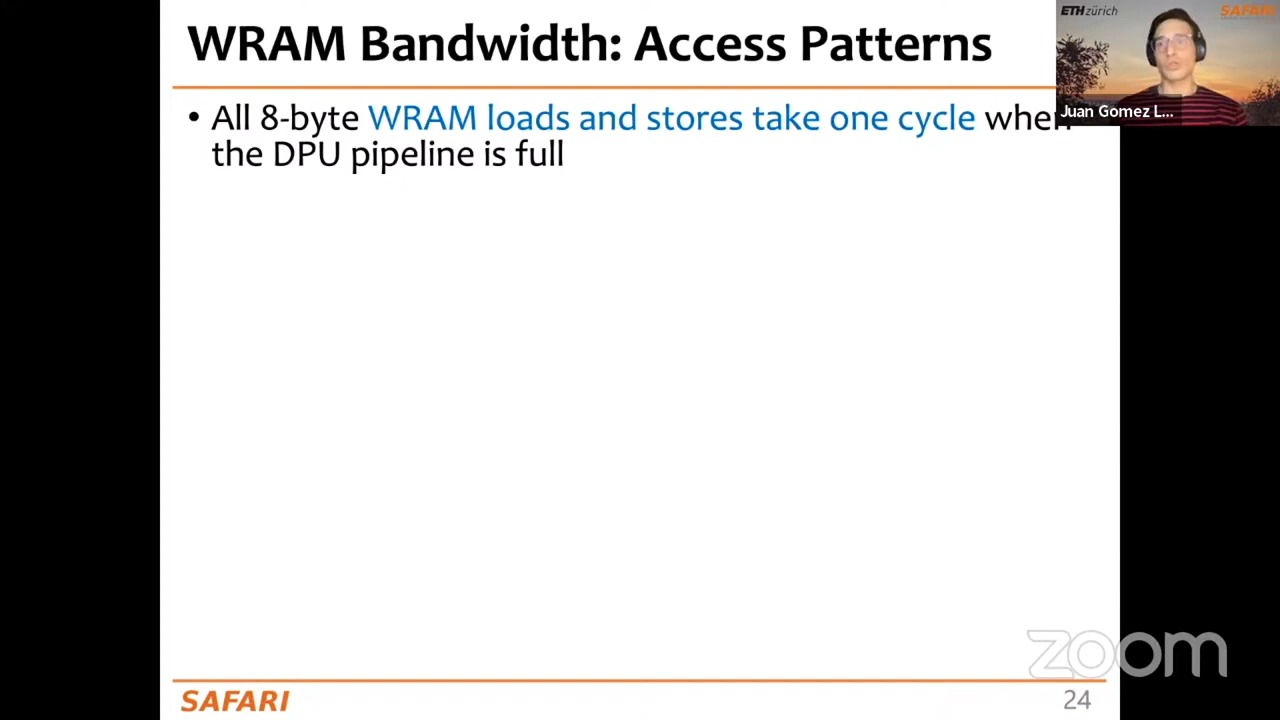 WRAM Bandwidth: Access Patterns
ETH zürich
SAFARI
Juan Gomez L...
• All 8-byte WRAM loads and stores take one cycle when
the DPU pipeline is full
zoom
SAFARI
24